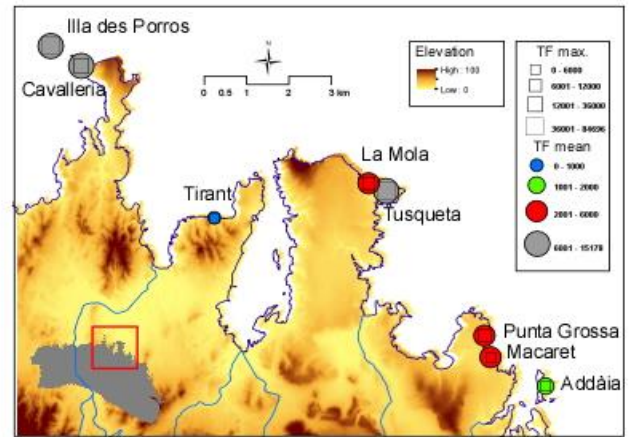 Illa des Porros
Cavalleria
N
0 0.5 1 2 3 km
Elevation
High : 103
Low : 0
TF max.
0 - 6000
6001 - 12000
12001 - 36000
36001 - 84696
TF mean
0 - 1000
1001 - 2000
2001 - 6000
6001 - 15178
La Mola
Tirant
Tusqueta
Punta Grossa
Macaret
Addàia